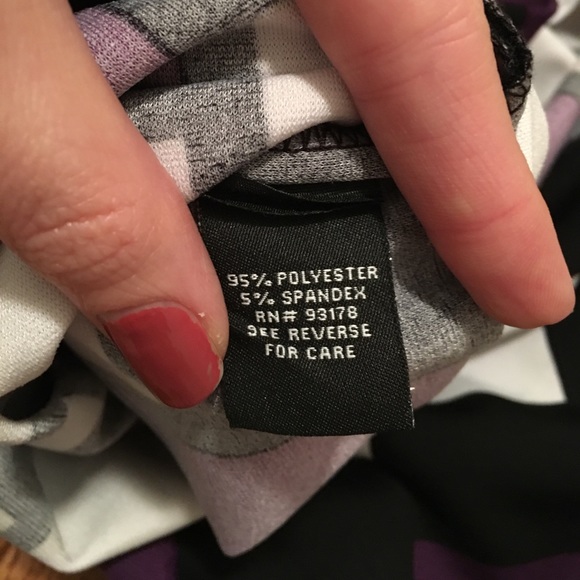 95% POLYESTER
5% SPANDEX
RN# 93178
SEE REVERSE
FOR CARE